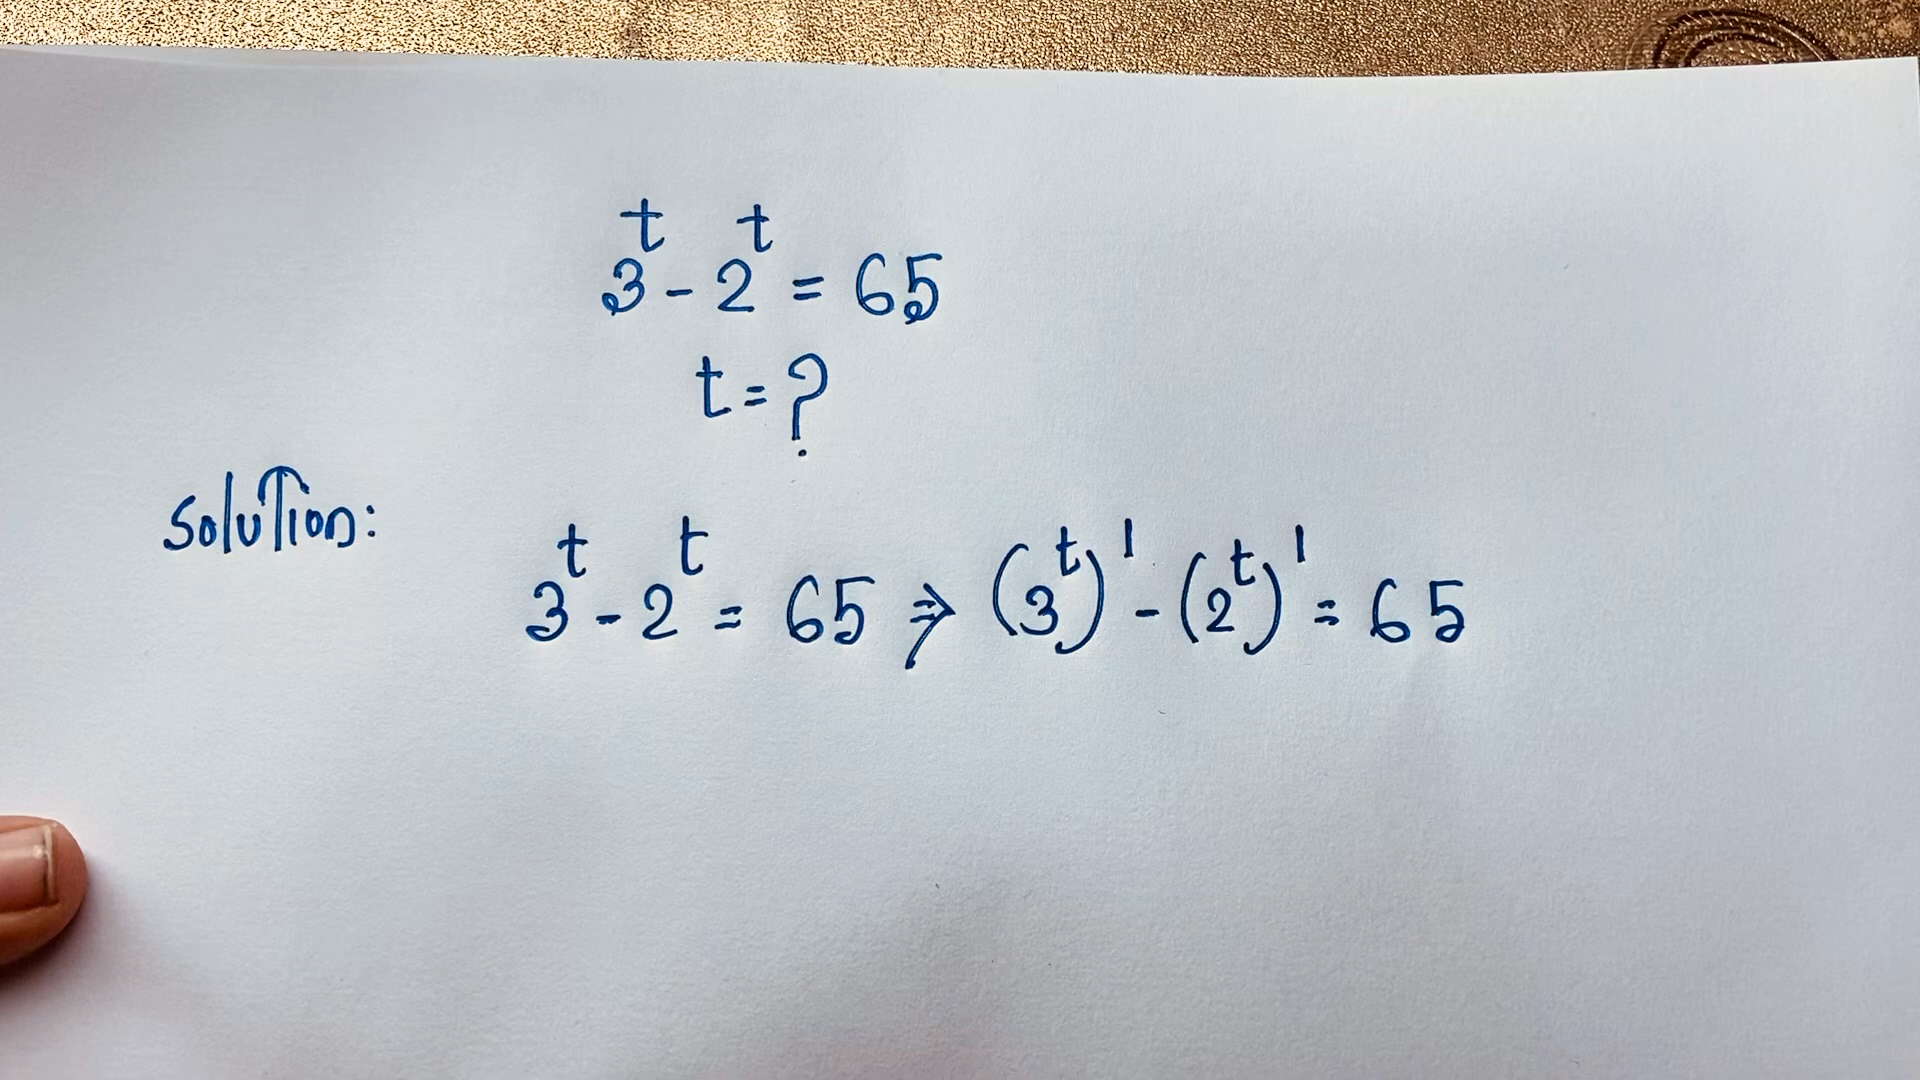 3^t - 2^t = 65
t = ?
Solution:
3^t - 2^t = 65 ⇒ (3^t)^1 - (2^t)^1 = 65